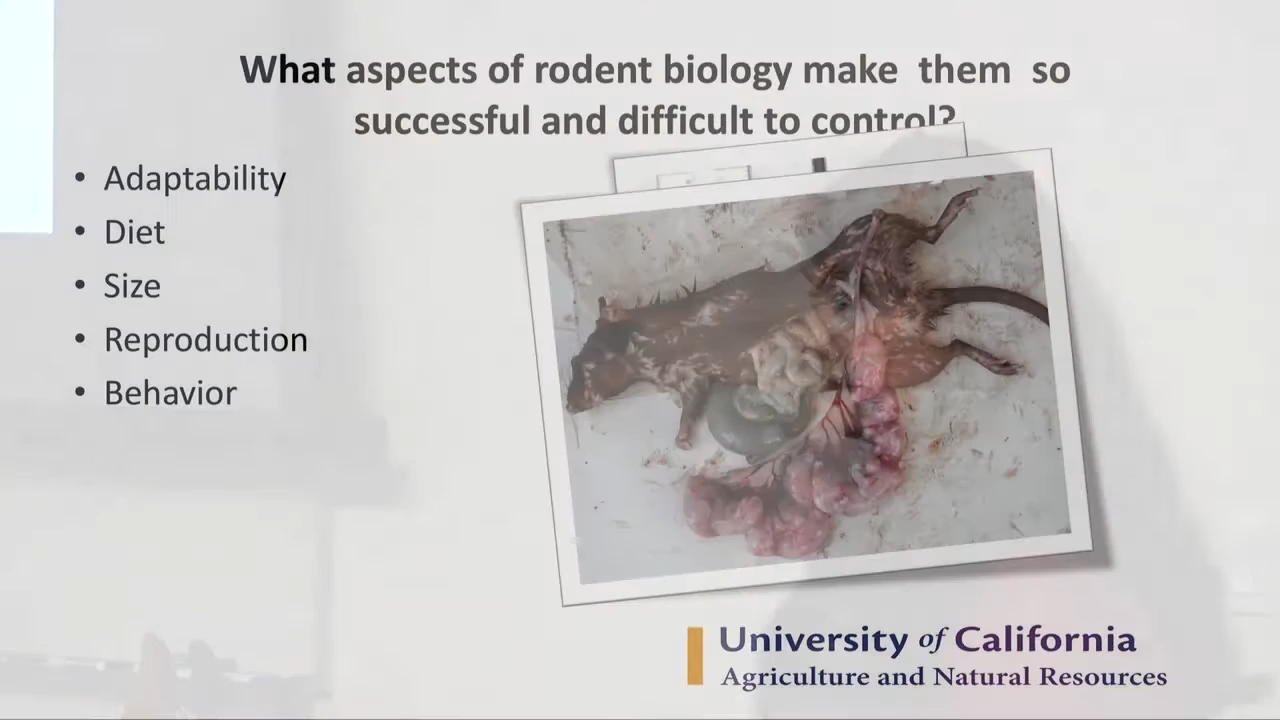 What aspects of rodent biology make them so
successful and difficult to control?
• Adaptability
• Diet
• Size
• Reproduction
• Behavior
University of California
Agriculture and Natural Resources